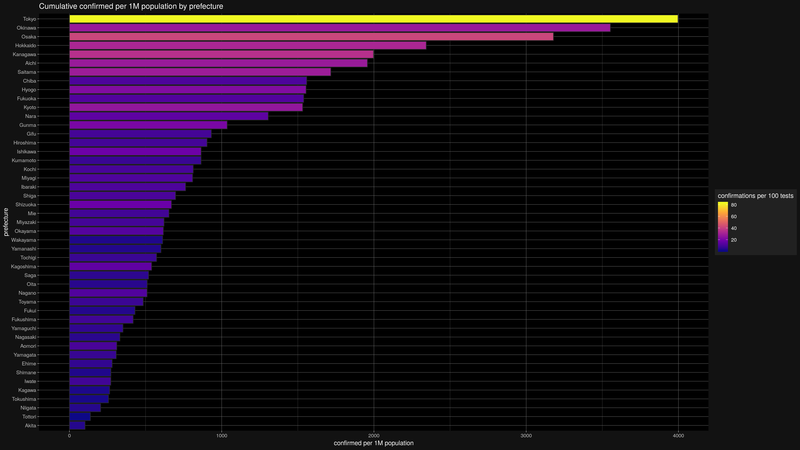 Cumulative confirmed per 1M population by prefecture
prefecture
Tokyo
Okinawa
Osaka
Hokkaido
Kanagawa
Aichi
Saitama
Chiba
Hyogo
Fukuoka
Kyoto
Nara
Gunma
Gifu
Hiroshima
Ishikawa
Kumamoto
Kochi
Miyagi
Ibaraki
Shiga
Shizuoka
Mie
Miyazaki
Okayama
Wakayama
Yamanashi
Tochigi
Kagoshima
Saga
Oita
Nagano
Toyama
Fukui
Fukushima
Yamaguchi
Nagasaki
Aomori
Yamagata
Ehime
Shimane
Iwate
Kagawa
Tokushima
Niigata
Tottori
Akita
0 1000 2000 3000 4000
confirmed per 1M population
confirmations per 100 tests
80
60
40
20